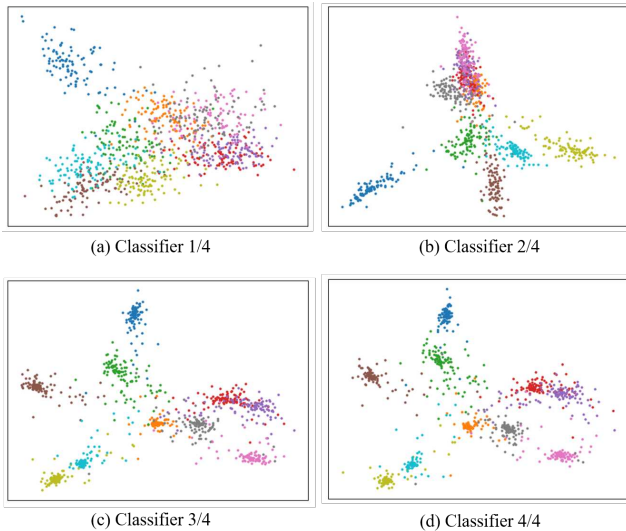 (a) Classifier 1/4
(b) Classifier 2/4
(c) Classifier 3/4
(d) Classifier 4/4